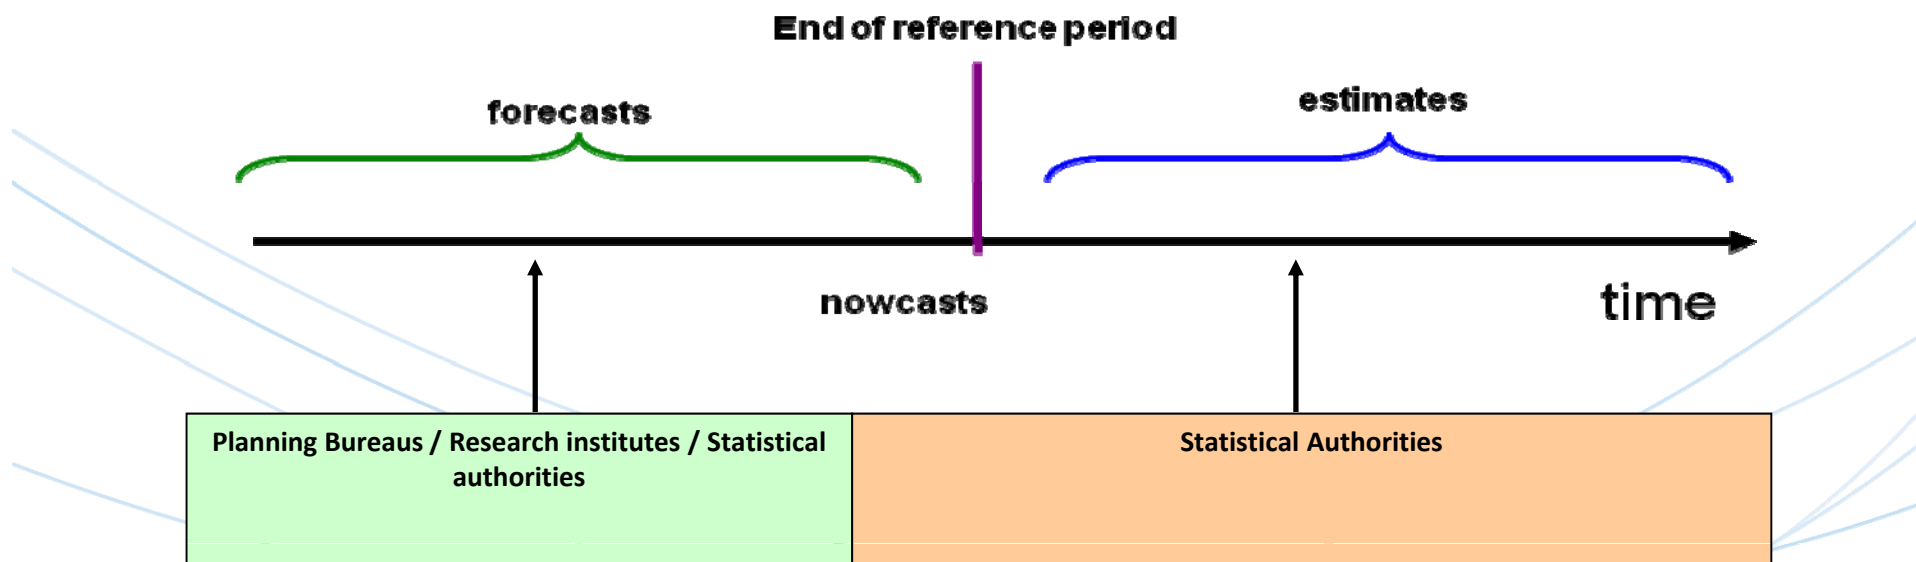 End of reference period
forecasts
estimates
nowcasts
time
Planning Bureaus / Research institutes / Statistical
authorities
Statistical Authorities